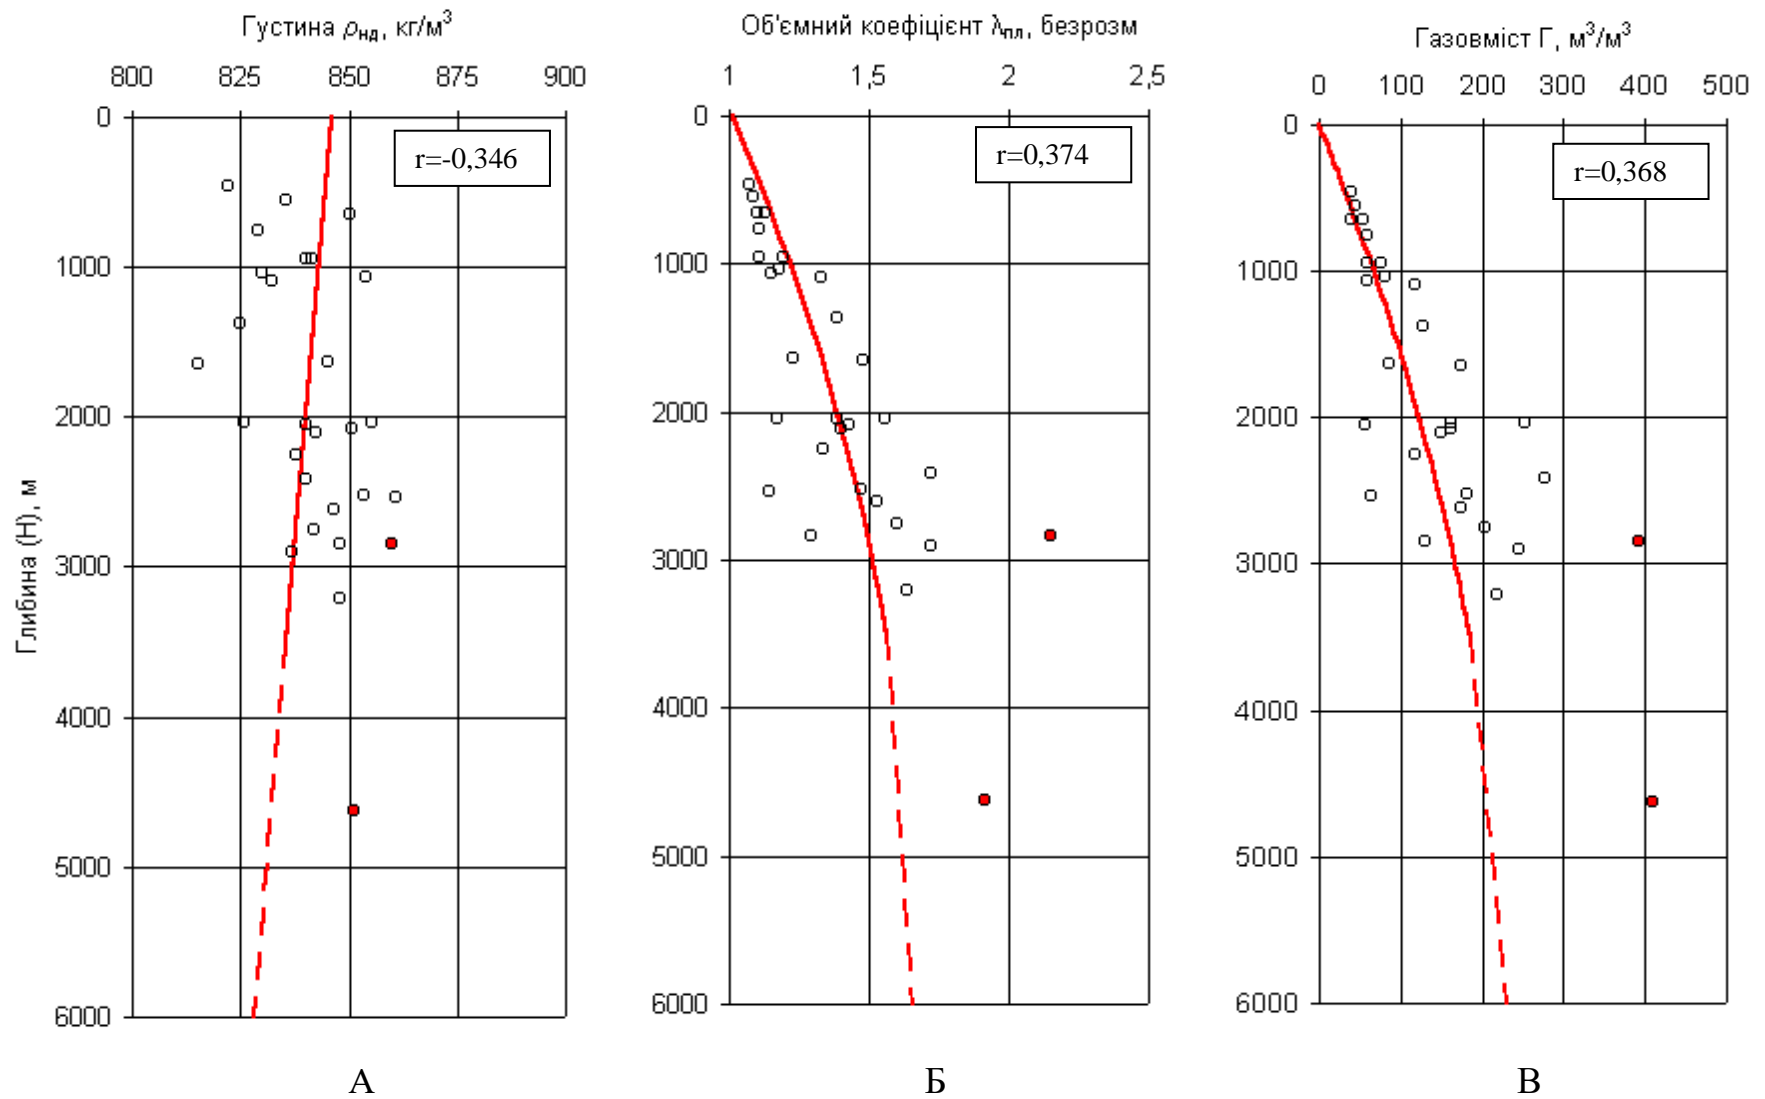 Густина ρнд, кг/м³
800 825 850 875 900
0
1000
2000
3000
4000
5000
6000
Глибина (Н), м
r=-0,346
А
Об'ємний коефіцієнт λпл, безрозм
1 1,5 2 2,5
0
1000
2000
3000
4000
5000
6000
r=0,374
Б
Газовміст Г, м³/м³
0 100 200 300 400 500
0
1000
2000
3000
4000
5000
6000
r=0,368
В